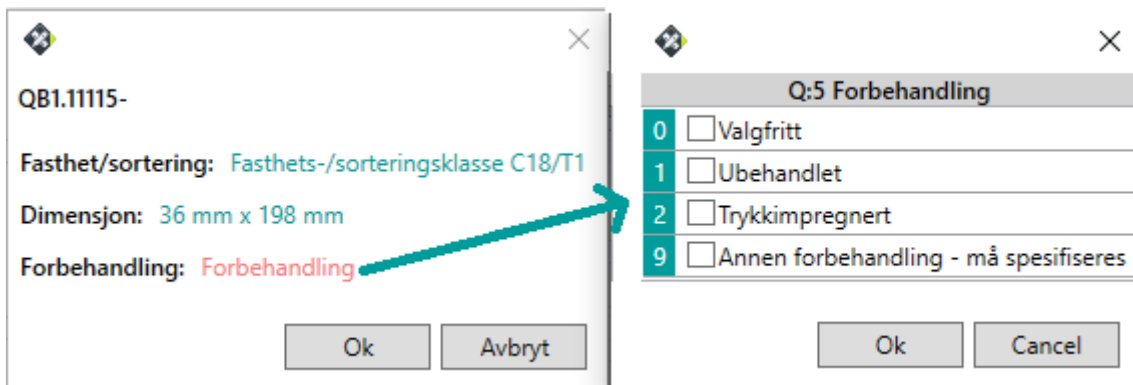 QB1.11115-
Fasthet/sortering: Fasthets-/sorteringsklasse C18/T1
Dimensjon: 36 mm x 198 mm
Forbehandling: Forbehandling
Ok Avbryt
Q:5 Forbehandling
0 Valgfritt
1 Ubehandlet
2 Trykkimpregnert
9 Annen forbehandling - må spesifiseres
Ok Cancel